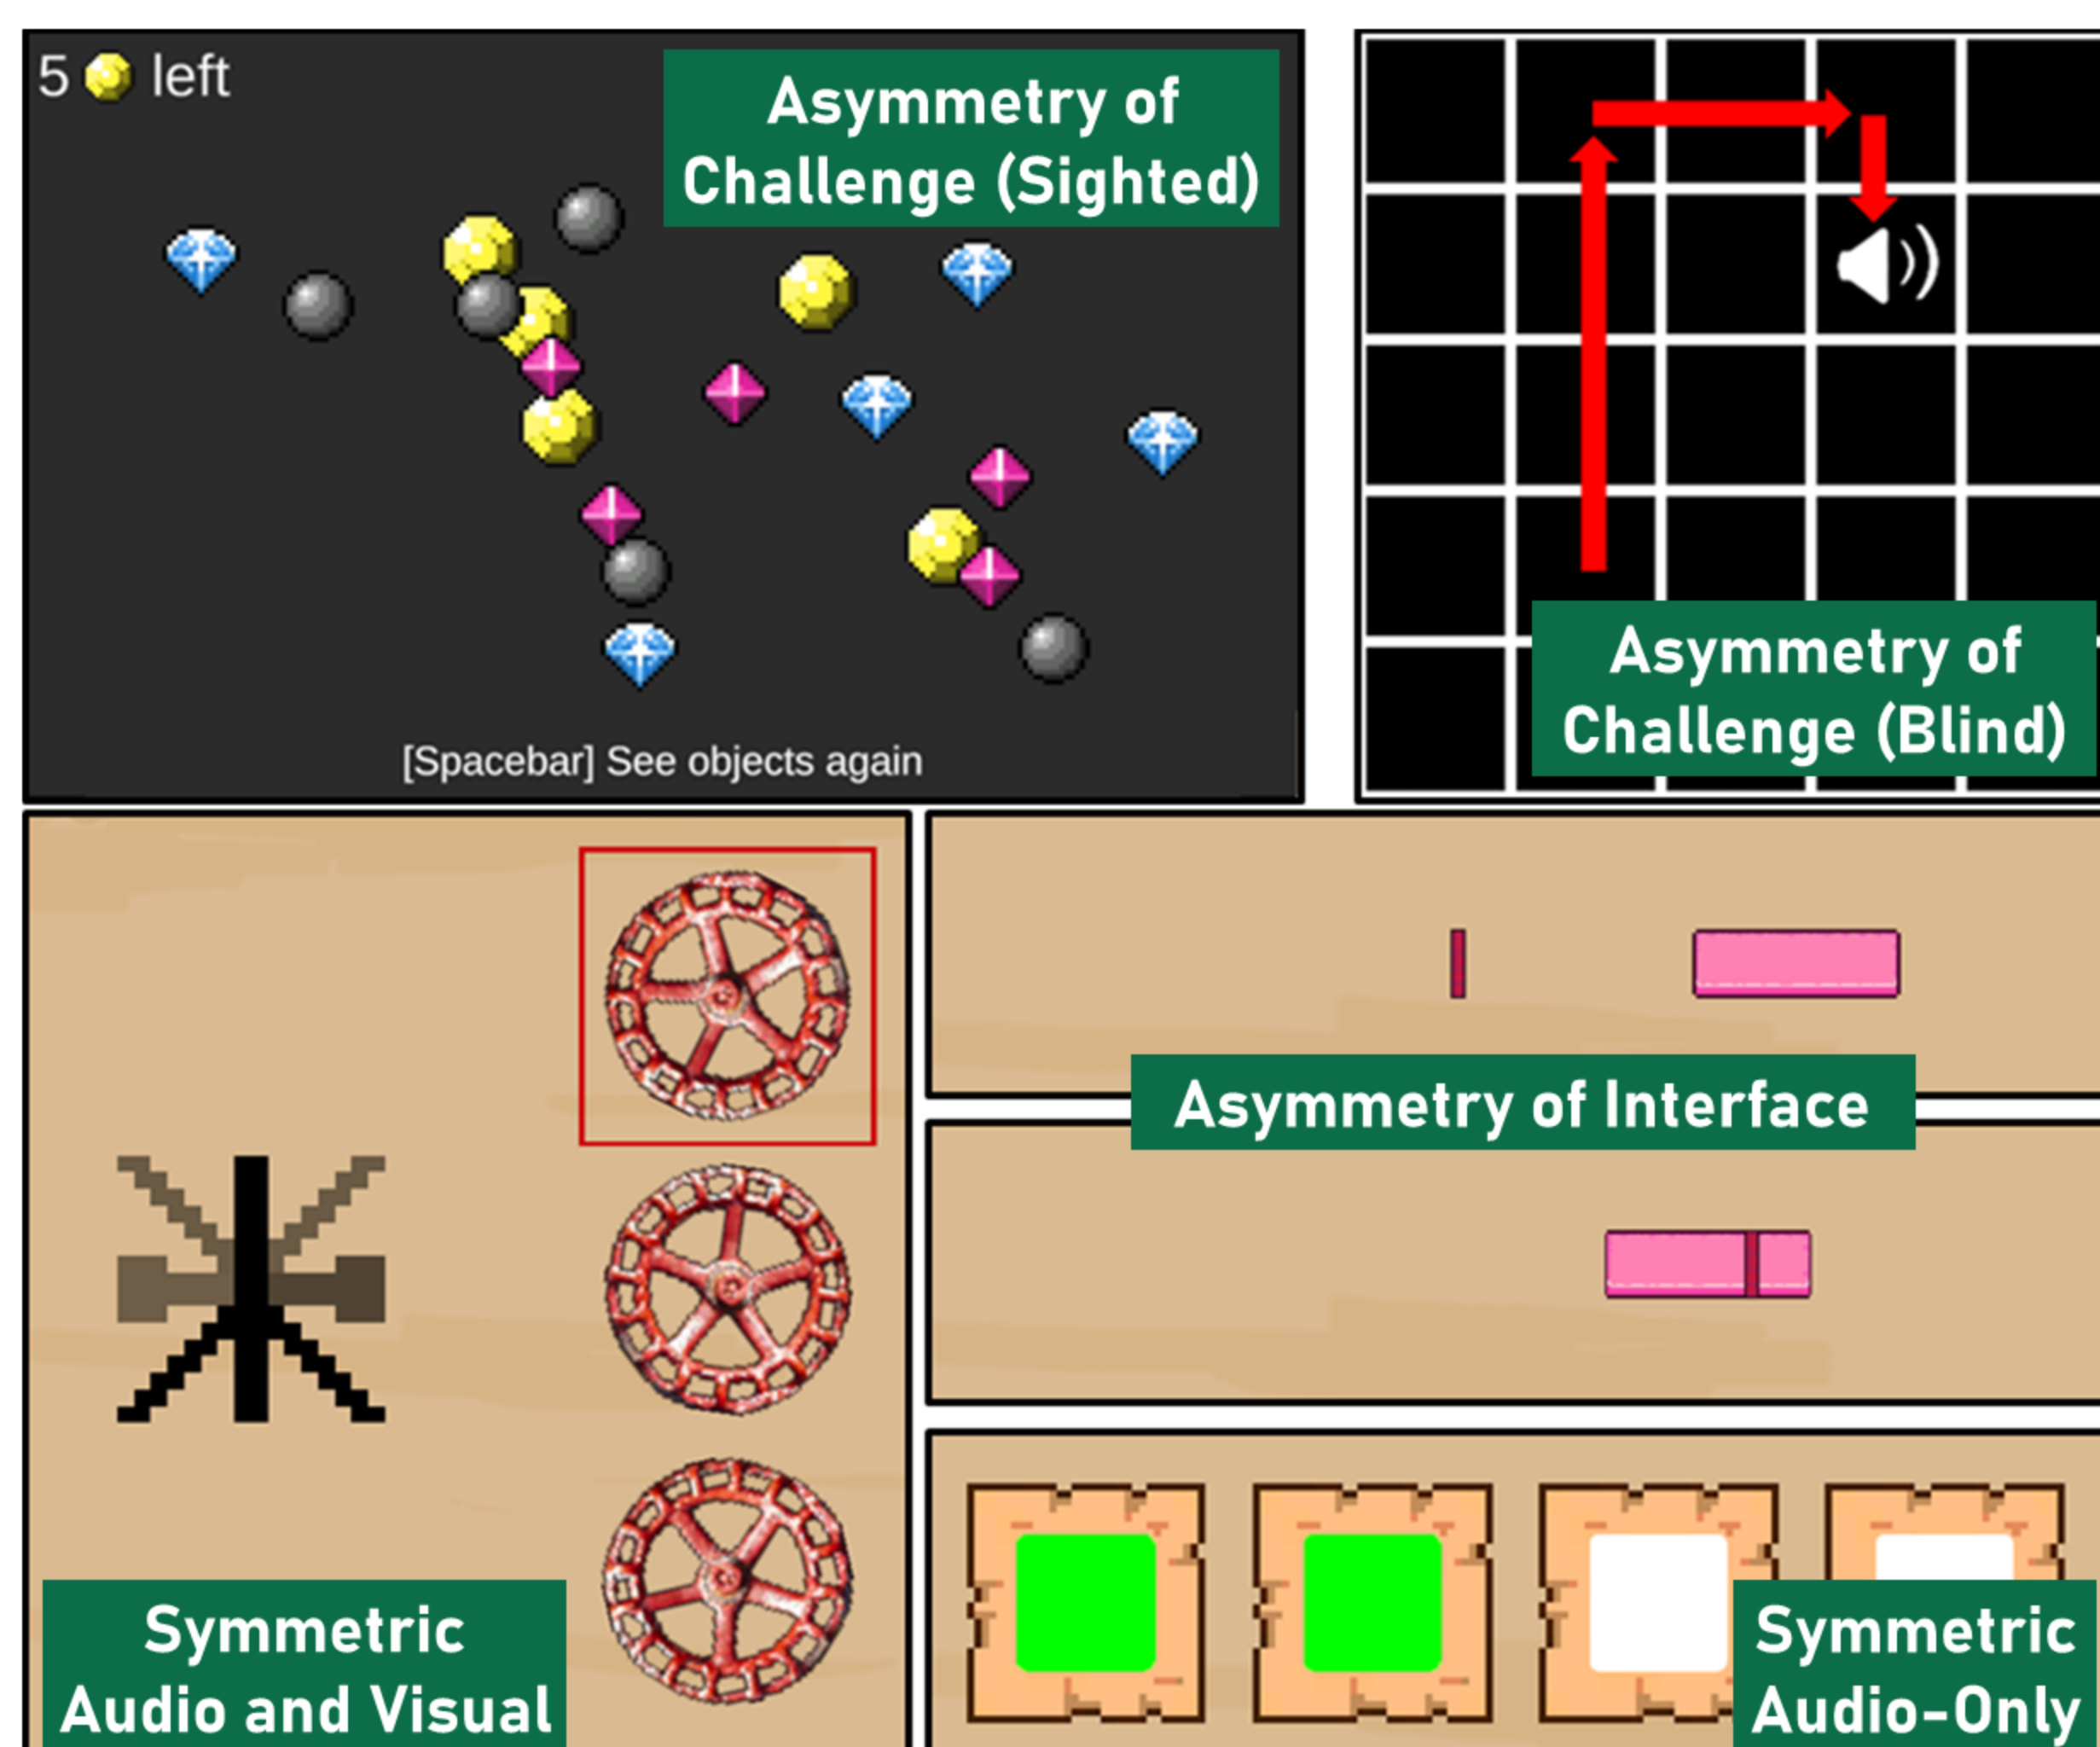 5 left
Asymmetry of
Challenge (Sighted)
[Spacebar] See objects again
Asymmetry of
Challenge (Blind)
Asymmetry of Interface
Symmetric
Audio and Visual
Symmetric
Audio-Only